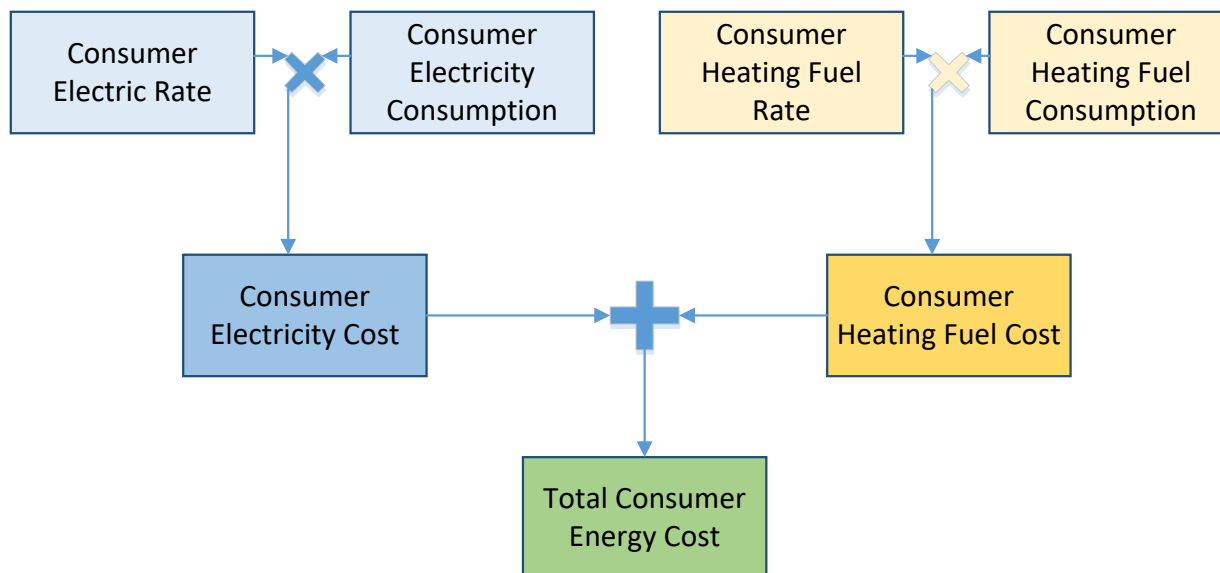 Consumer
Electric Rate
Consumer
Electricity
Consumption
Consumer
Heating Fuel
Rate
Consumer
Heating Fuel
Consumption
Consumer
Electricity Cost
Consumer
Heating Fuel Cost
Total Consumer
Energy Cost